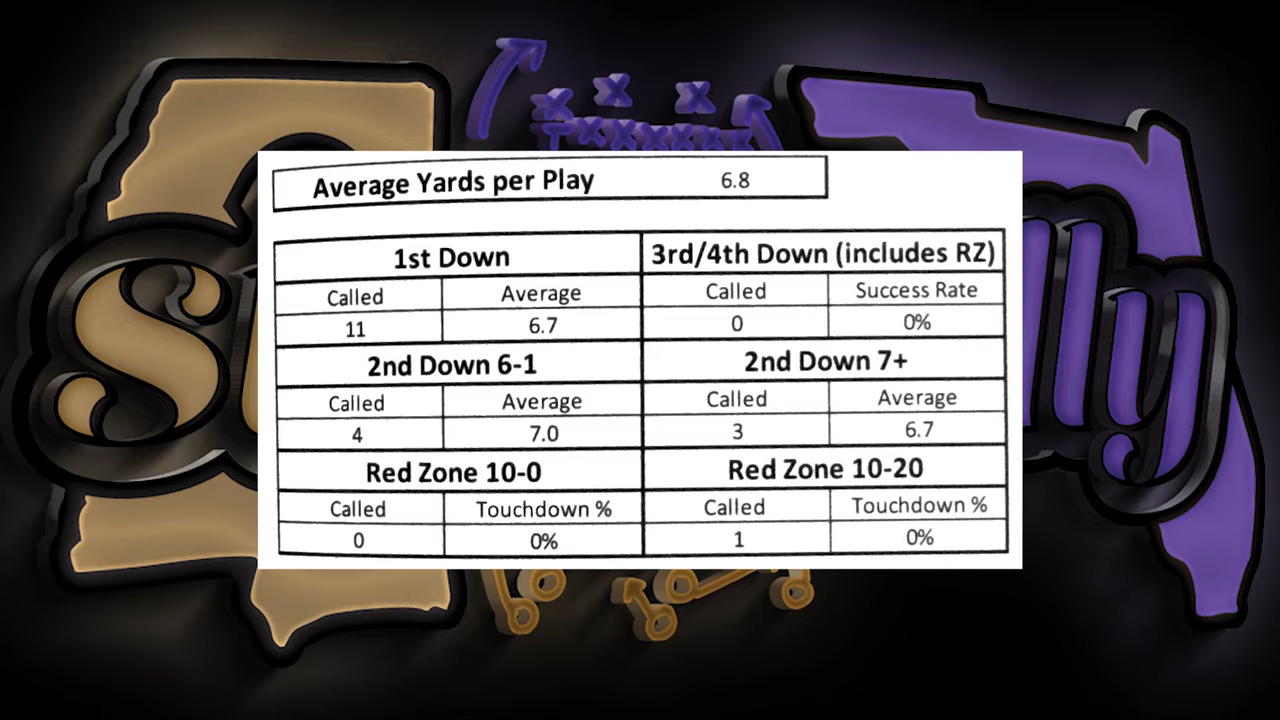 Average Yards per Play 6.8
1st Down 3rd/4th Down (includes RZ)
Called Average Called Success Rate
11 6.7 0 0%
2nd Down 6-1 2nd Down 7+
Called Average Called Average
4 7.0 3 6.7
Red Zone 10-0 Red Zone 10-20
Called Touchdown % Called Touchdown %
0 0% 1 0%